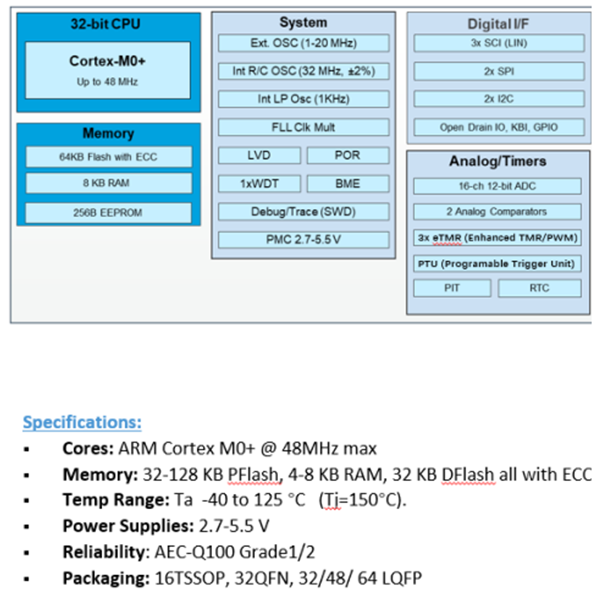 32-bit CPU
Cortex-M0+
Up to 48 MHz
Memory
64KB Flash with ECC
8 KB RAM
256B EEPROM
System
Ext. OSC (1-20 MHz)
Int R/C OSC (32 MHz, ±2%)
Int LP Osc (1KHz)
FLL Clk Mult
LVD
POR
1xWDT
BME
Debug/Trace (SWD)
PMC 2.7-5.5 V
Digital I/F
3x SCI (LIN)
2x SPI
2x I2C
Open Drain IO, KBI, GPIO
Analog/Timers
16-ch 12-bit ADC
2 Analog Comparators
3x eTMR (Enhanced TMR/PWM)
PTU (Programable Trigger Unit)
PIT
RTC
Specifications:
▪ Cores: ARM Cortex M0+ @ 48MHz max
▪ Memory: 32-128 KB PFlash, 4-8 KB RAM, 32 KB DFlash all with ECC
▪ Temp Range: Ta -40 to 125 °C (Tj=150°C).
▪ Power Supplies: 2.7-5.5 V
▪ Reliability: AEC-Q100 Grade1/2
▪ Packaging: 16TSSOP, 32QFN, 32/48/ 64 LQFP